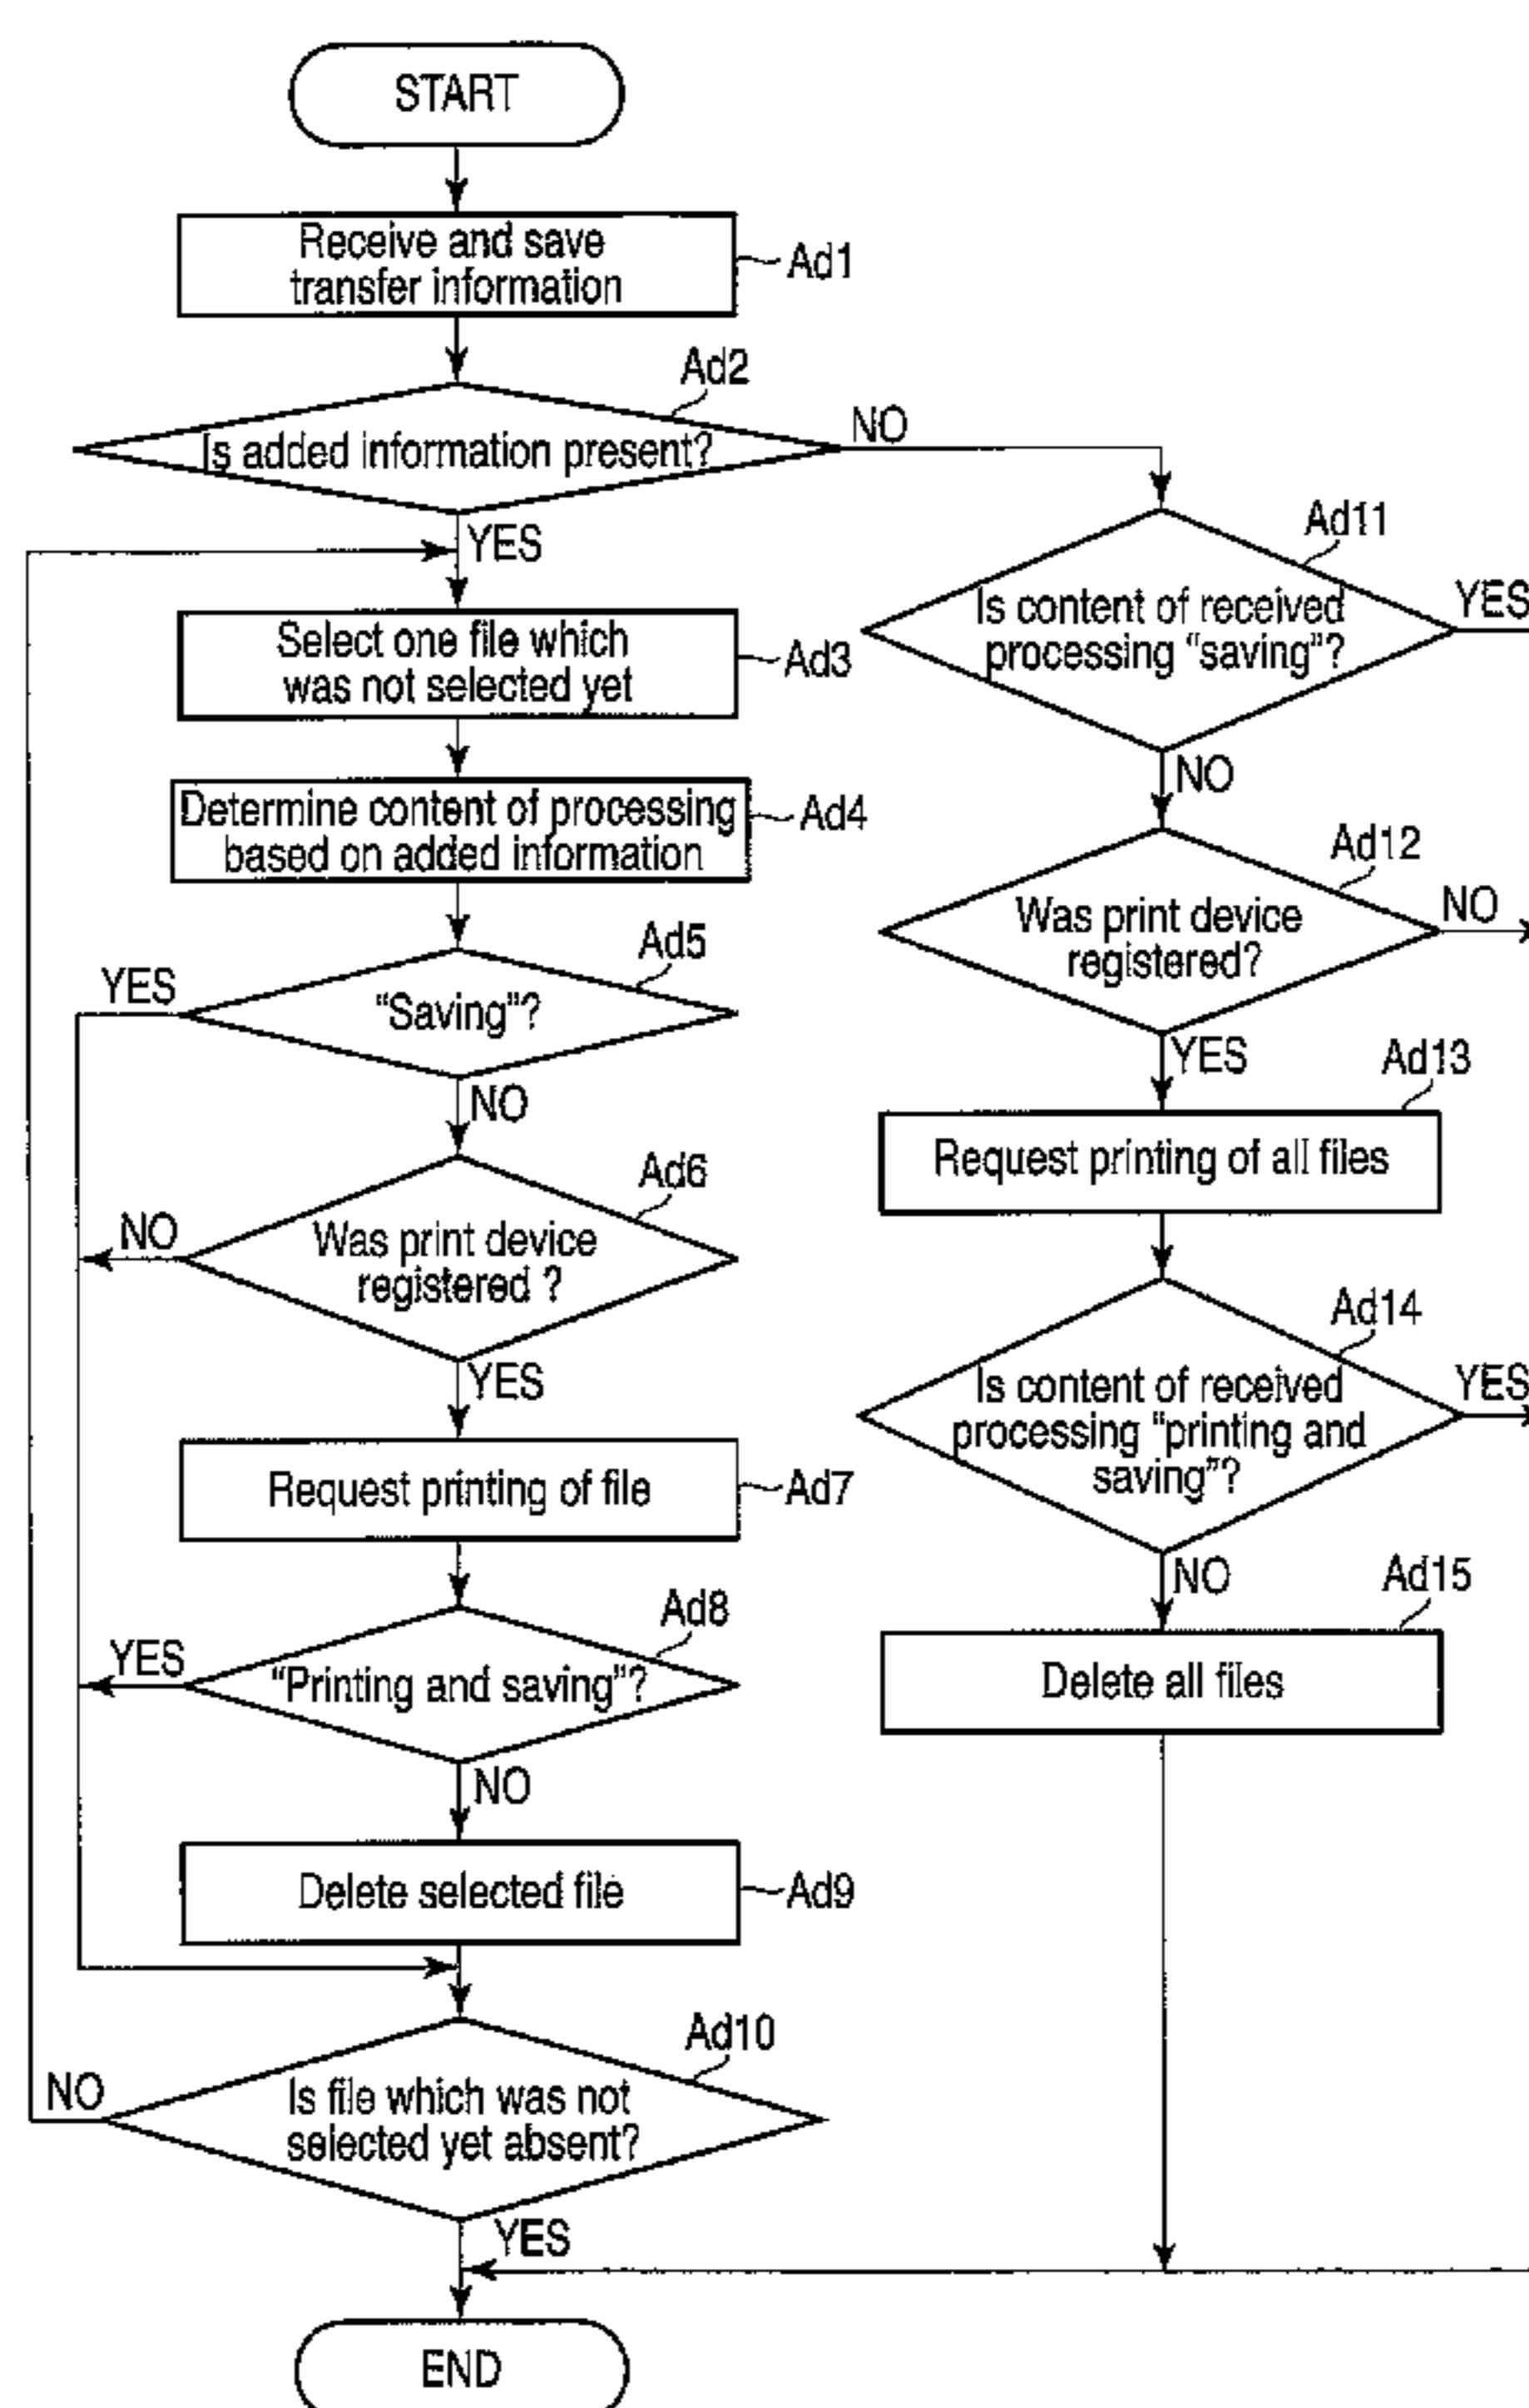 START
Receive and save
transfer information
Ad1
Ad2
Is added information present?
NO
YES
Select one file which
was not selected yet
Ad3
Determine content of processing
based on added information
Ad4
Ad5
YES
“Saving”?
NO
Ad6
NO
Was print device
registered ?
YES
Request printing of file
Ad7
Ad8
YES
“Printing and saving”?
NO
Delete selected file
Ad9
Ad10
NO
Is file which was not
selected yet absent?
YES
END
Ad11
Is content of received
processing “saving”?
YES
NO
Ad12
Was print device
registered?
NO
YES
Ad13
Request printing of all files
Ad14
Is content of received
processing “printing and
saving”?
YES
NO
Ad15
Delete all files